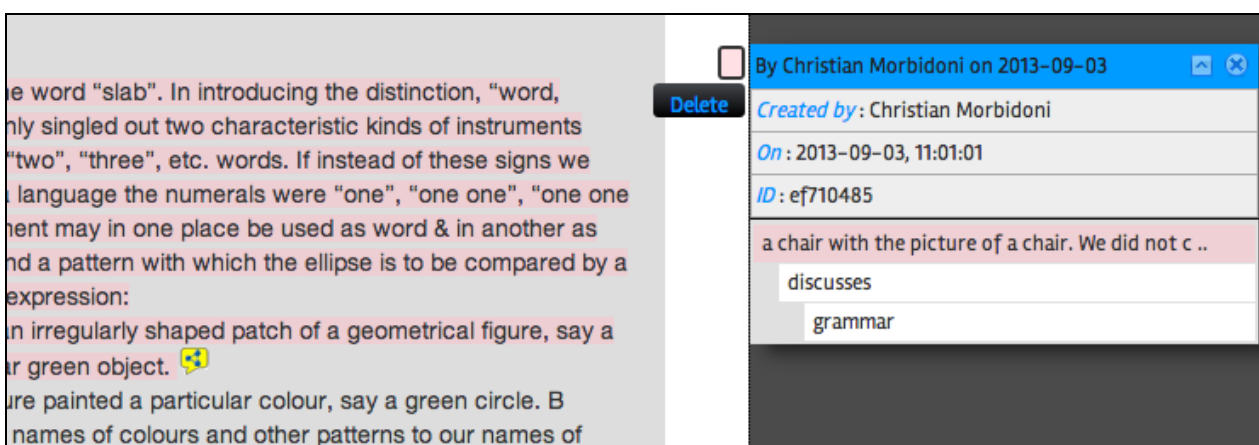 e word “slab”. In introducing the distinction, “word,
nly singled out two characteristic kinds of instruments
“two”, “three”, etc. words. If instead of these signs we
language the numerals were “one”, “one one”, “one one
ent may in one place be used as word & in another as
nd a pattern with which the ellipse is to be compared by a
expression:
n irregularly shaped patch of a geometrical figure, say a
ar green object.
ure painted a particular colour, say a green circle. B
names of colours and other patterns to our names of
Delete
By Christian Morbidoni on 2013-09-03
Created by : Christian Morbidoni
On : 2013-09-03, 11:01:01
ID : ef710485
a chair with the picture of a chair. We did not c ..
discusses
grammar